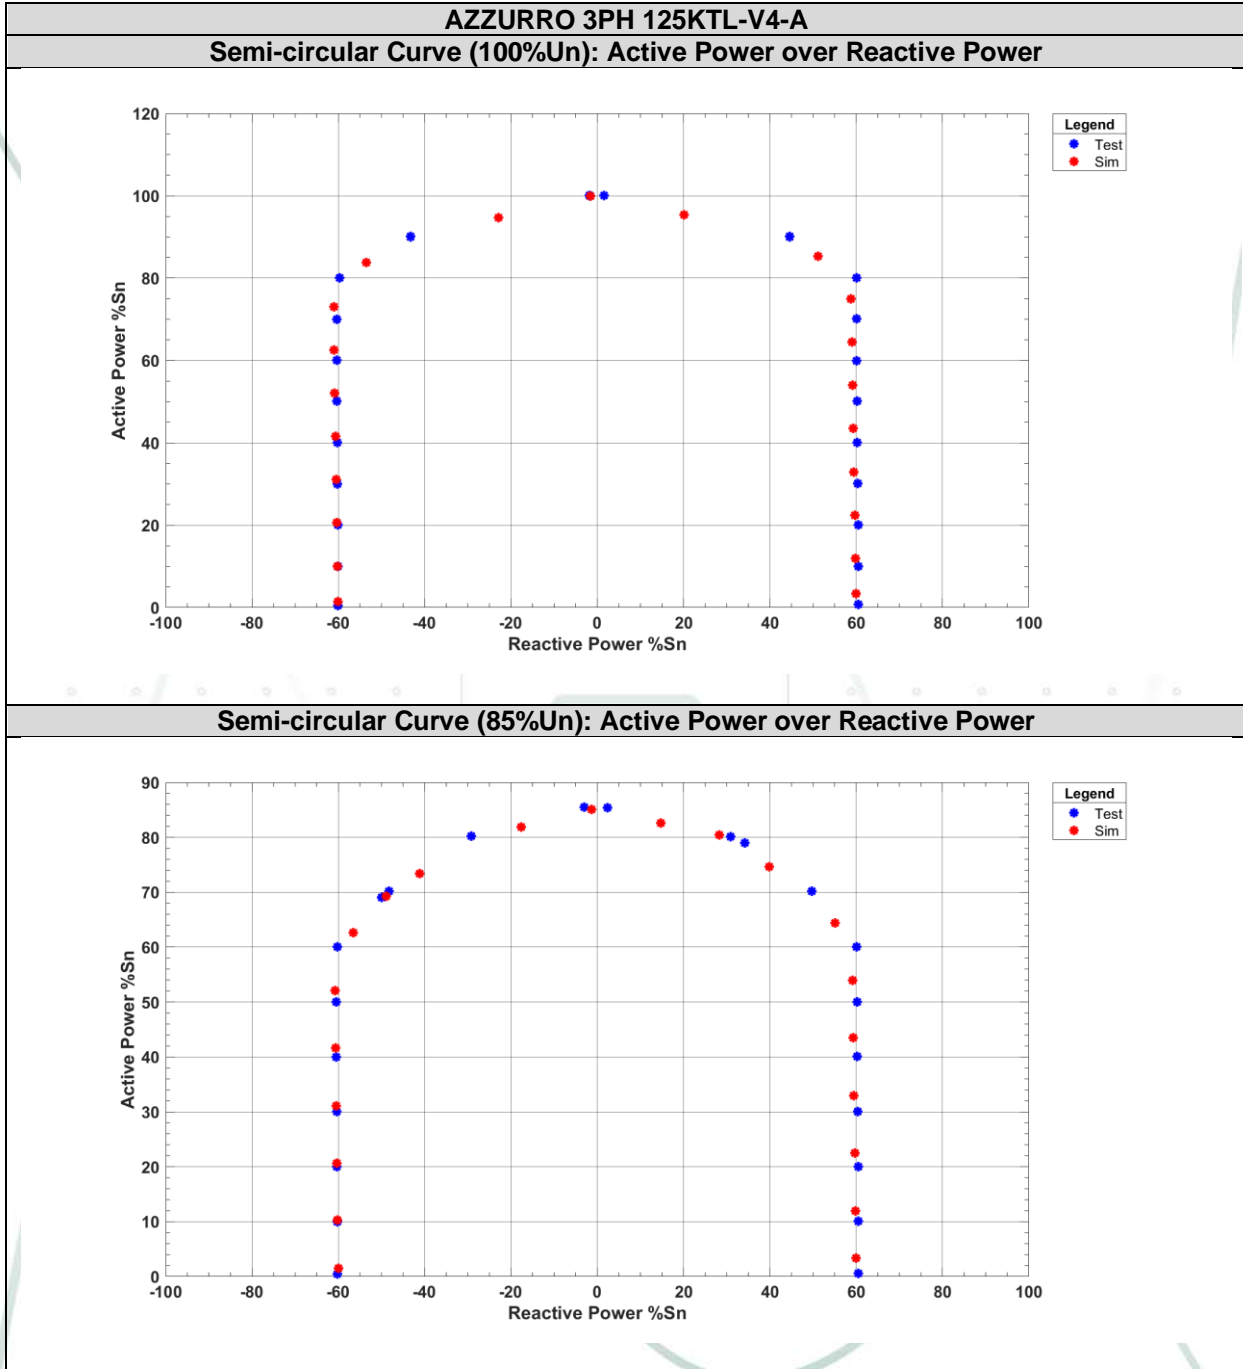 AZZURRO 3PH 125KTL-V4-A
Semi-circular Curve (100%Un): Active Power over Reactive Power
120
100
80
60
40
20
0
Active Power %Sn
-100 -80 -60 -40 -20 0 20 40 60 80 100
Reactive Power %Sn
Legend
Test
Sim
Semi-circular Curve (85%Un): Active Power over Reactive Power
90
80
70
60
50
40
30
20
10
0
Active Power %Sn
-100 -80 -60 -40 -20 0 20 40 60 80 100
Reactive Power %Sn
Legend
Test
Sim